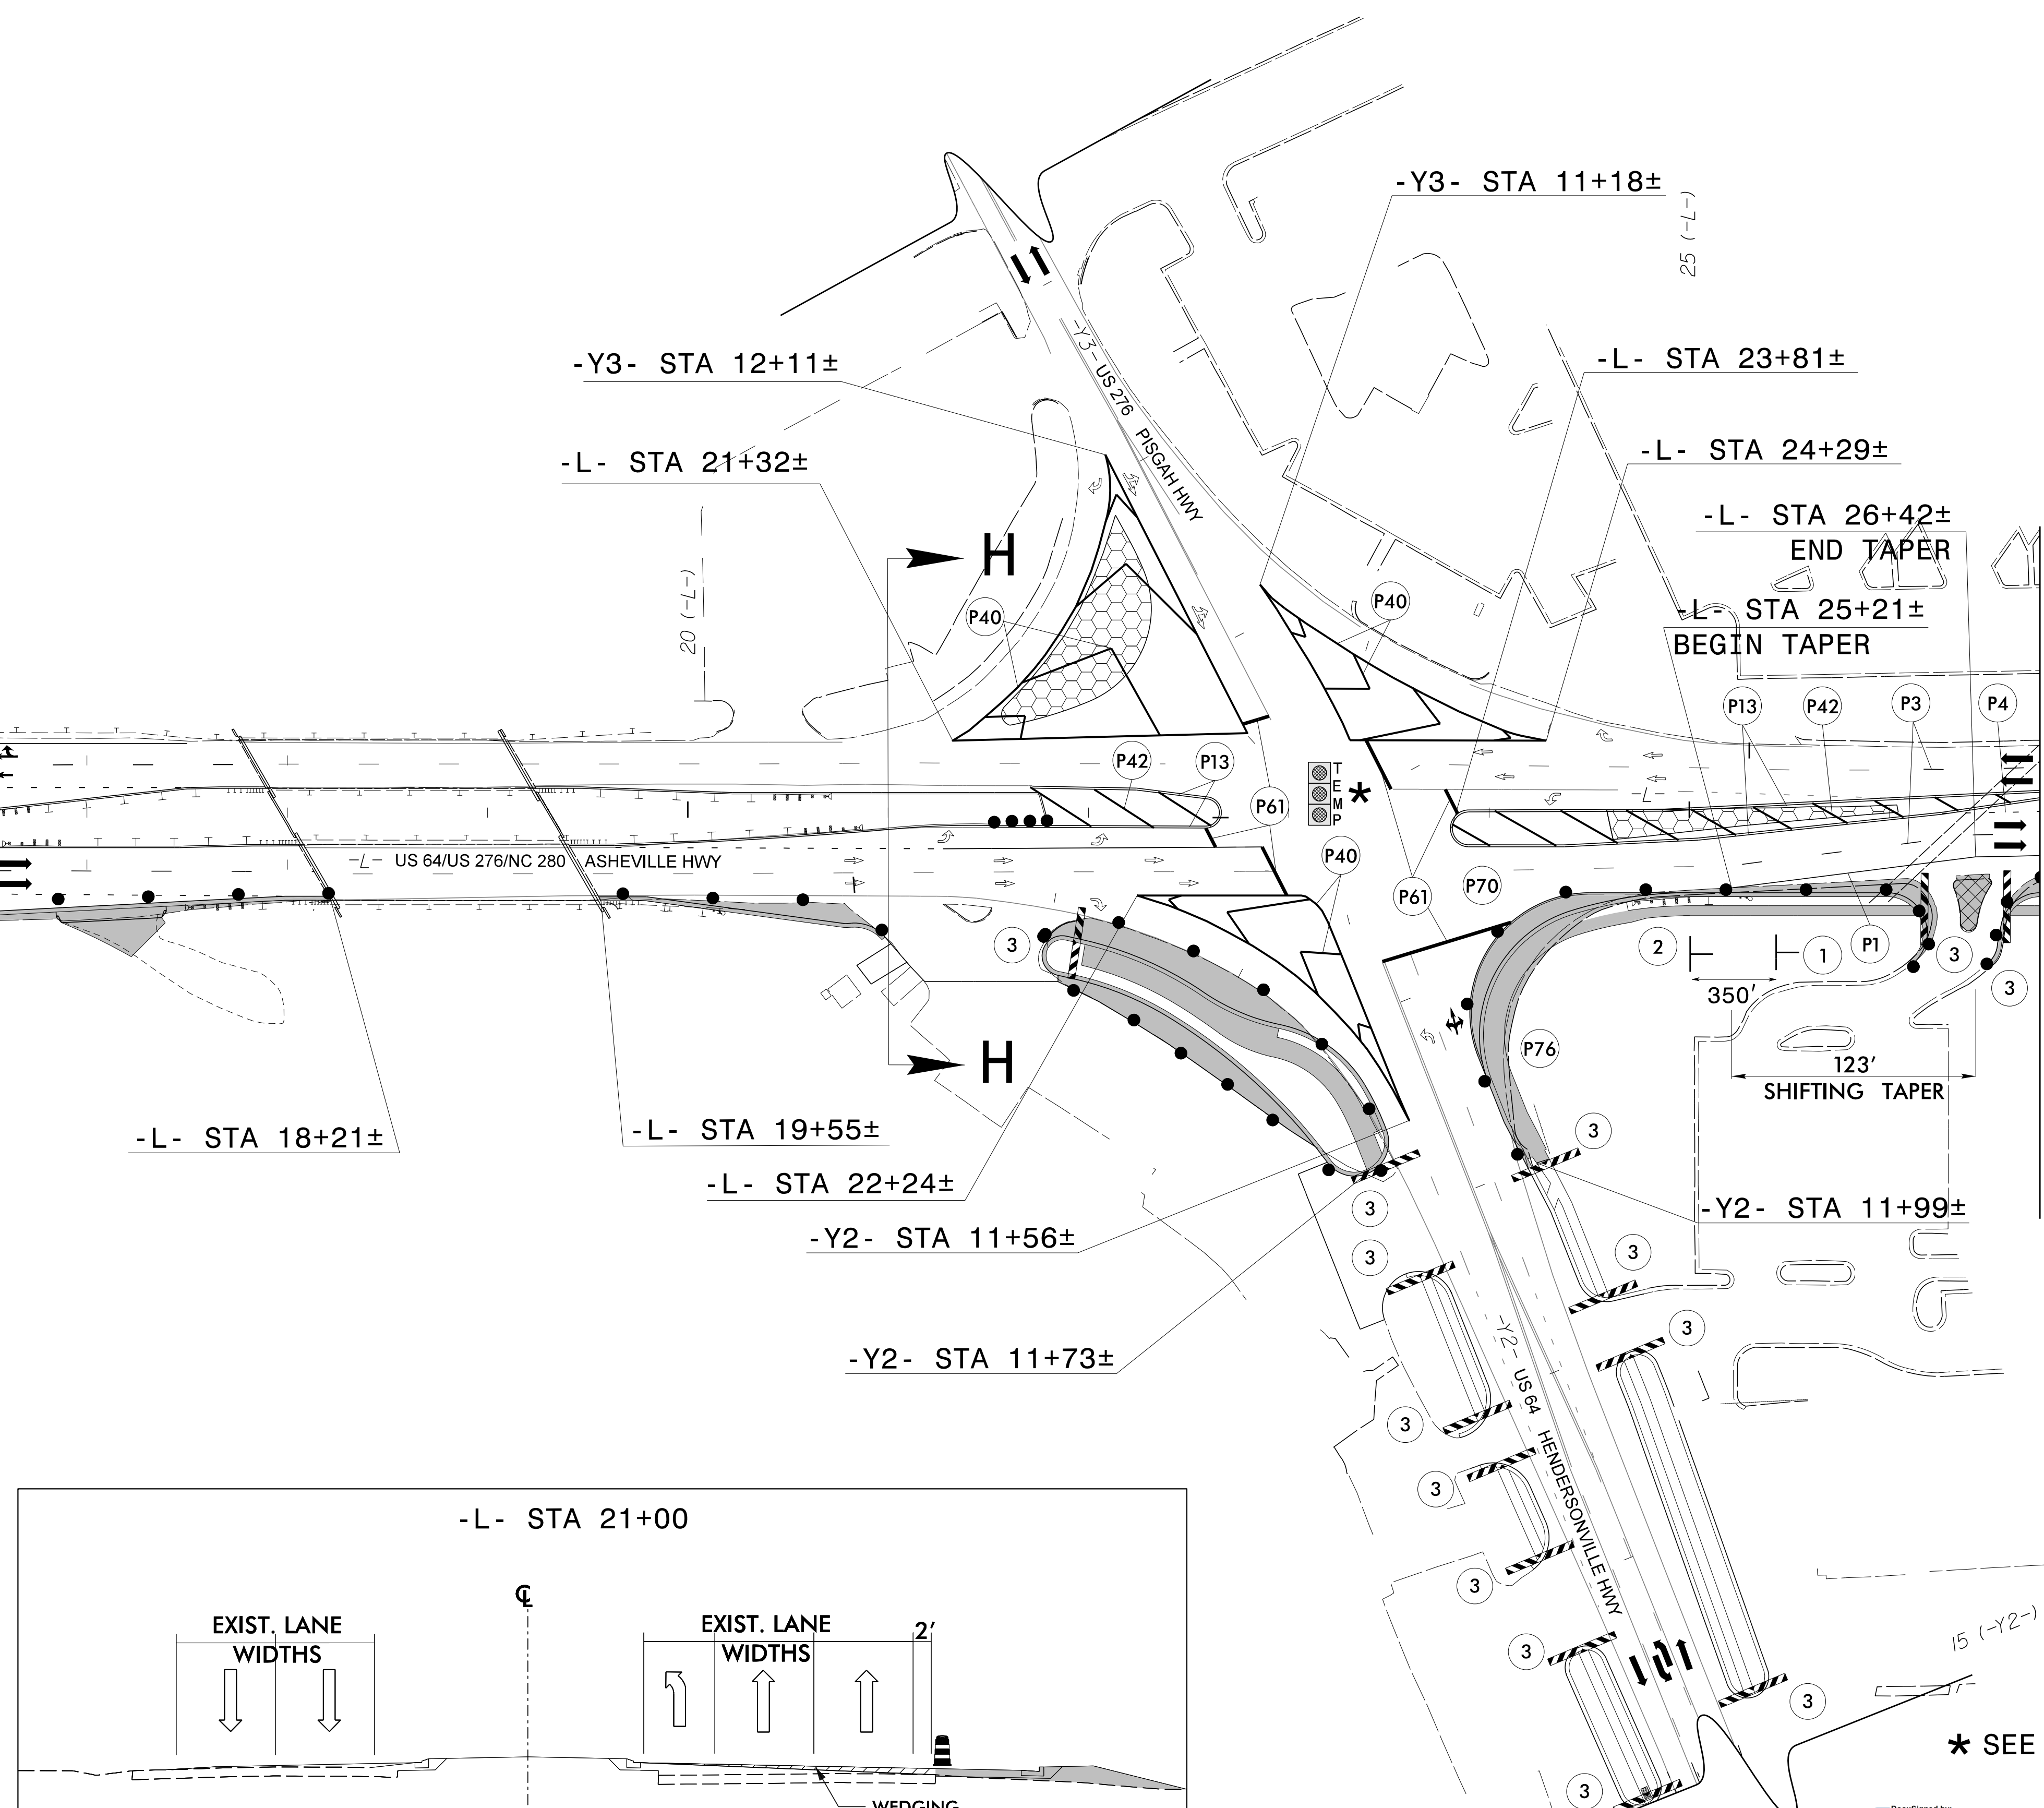 -Y3- STA 11+18±
25 (-L-)
-Y3- STA 12+11±
-L- STA 23+81±
-Y3- US 276 PISGAH HWY
-L- STA 21+32±
-L- STA 24+29±
-L- STA 26+42±
END TAPER
H
20 (-L-)
P40
P40
-L- STA 25+21±
BEGIN TAPER
P13
P42
P3
P4
P42
P13
TEMP
*
P61
-L-
-L- US 64/US 276/NC 280 ASHEVILLE HWY
P40
P70
P61
3
2
1
P1
3
350'
3
P76
H
123'
SHIFTING TAPER
-L- STA 18+21±
-L- STA 19+55±
3
-L- STA 22+24±
3
-Y2- STA 11+99±
-Y2- STA 11+56±
3
3
3
-Y2- STA 11+73±
-Y2- US 64 HENDERSONVILLE HWY
3
3
3
-L- STA 21+00
CL
EXIST. LANE
WIDTHS
EXIST. LANE
WIDTHS
2'
3
15 (-Y2-)
3
* SEE
3
WEDGING
DocuSigned by: